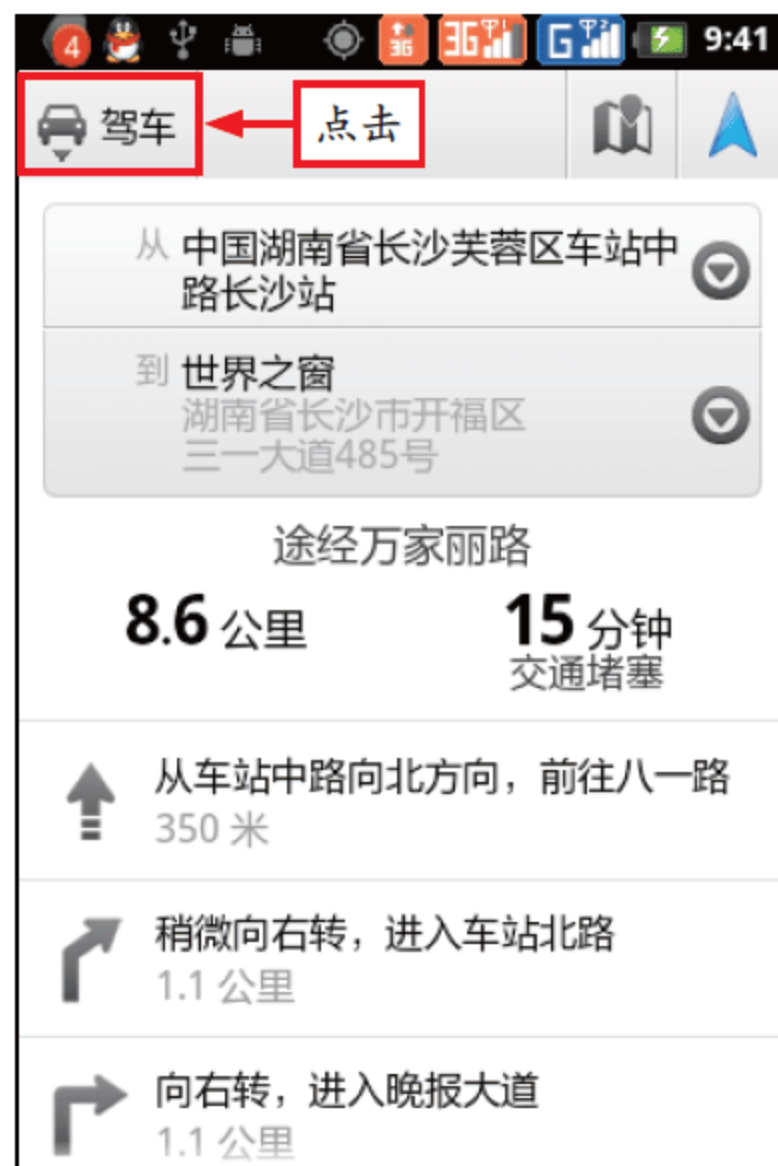 4 3G 3G G 2 9:41
驾车 点击
从 中国湖南省长沙芙蓉区车站中
路长沙站
到 世界之窗
湖南省长沙市开福区
三一大道485号
途经万家丽路
8.6 公里 15 分钟
交通堵塞
从车站中路向北方向，前往八一路
350 米
稍微向右转，进入车站北路
1.1 公里
向右转，进入晚报大道
1.1 公里